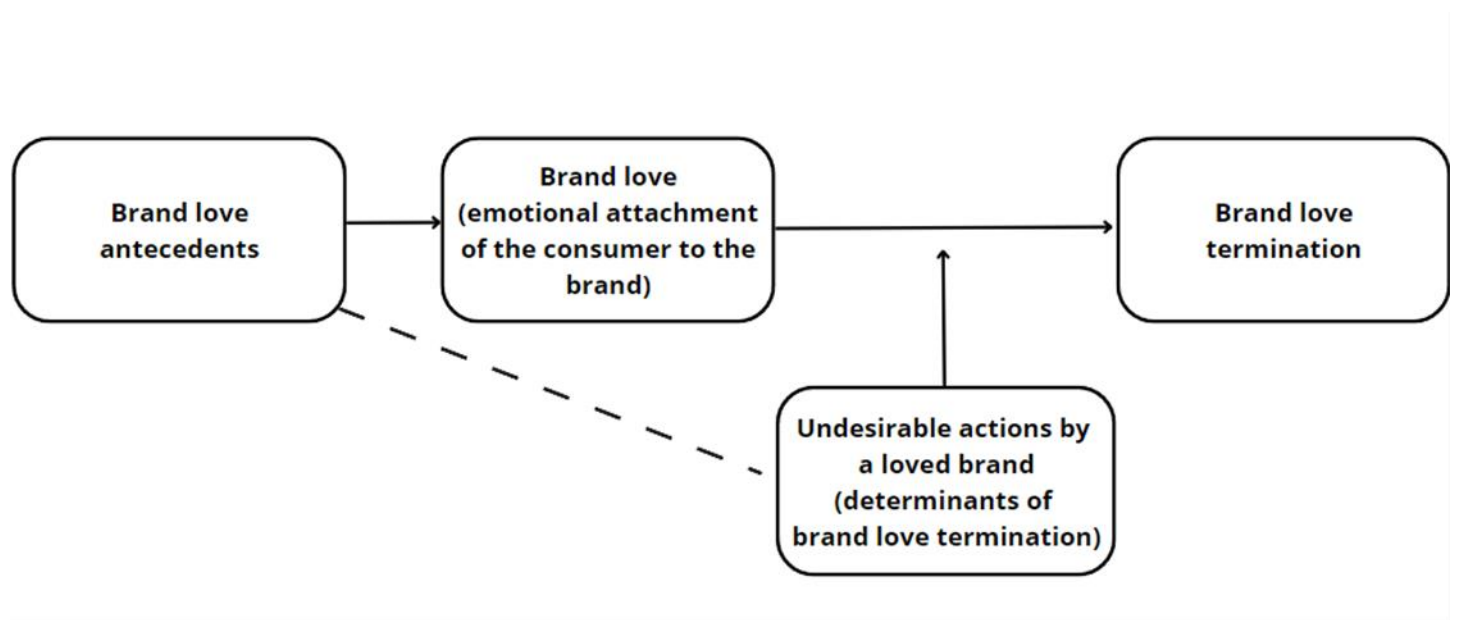 Brand love
antecedents
Brand love
(emotional attachment
of the consumer to the
brand)
Brand love
termination
Undesirable actions by
a loved brand
(determinants of
brand love termination)